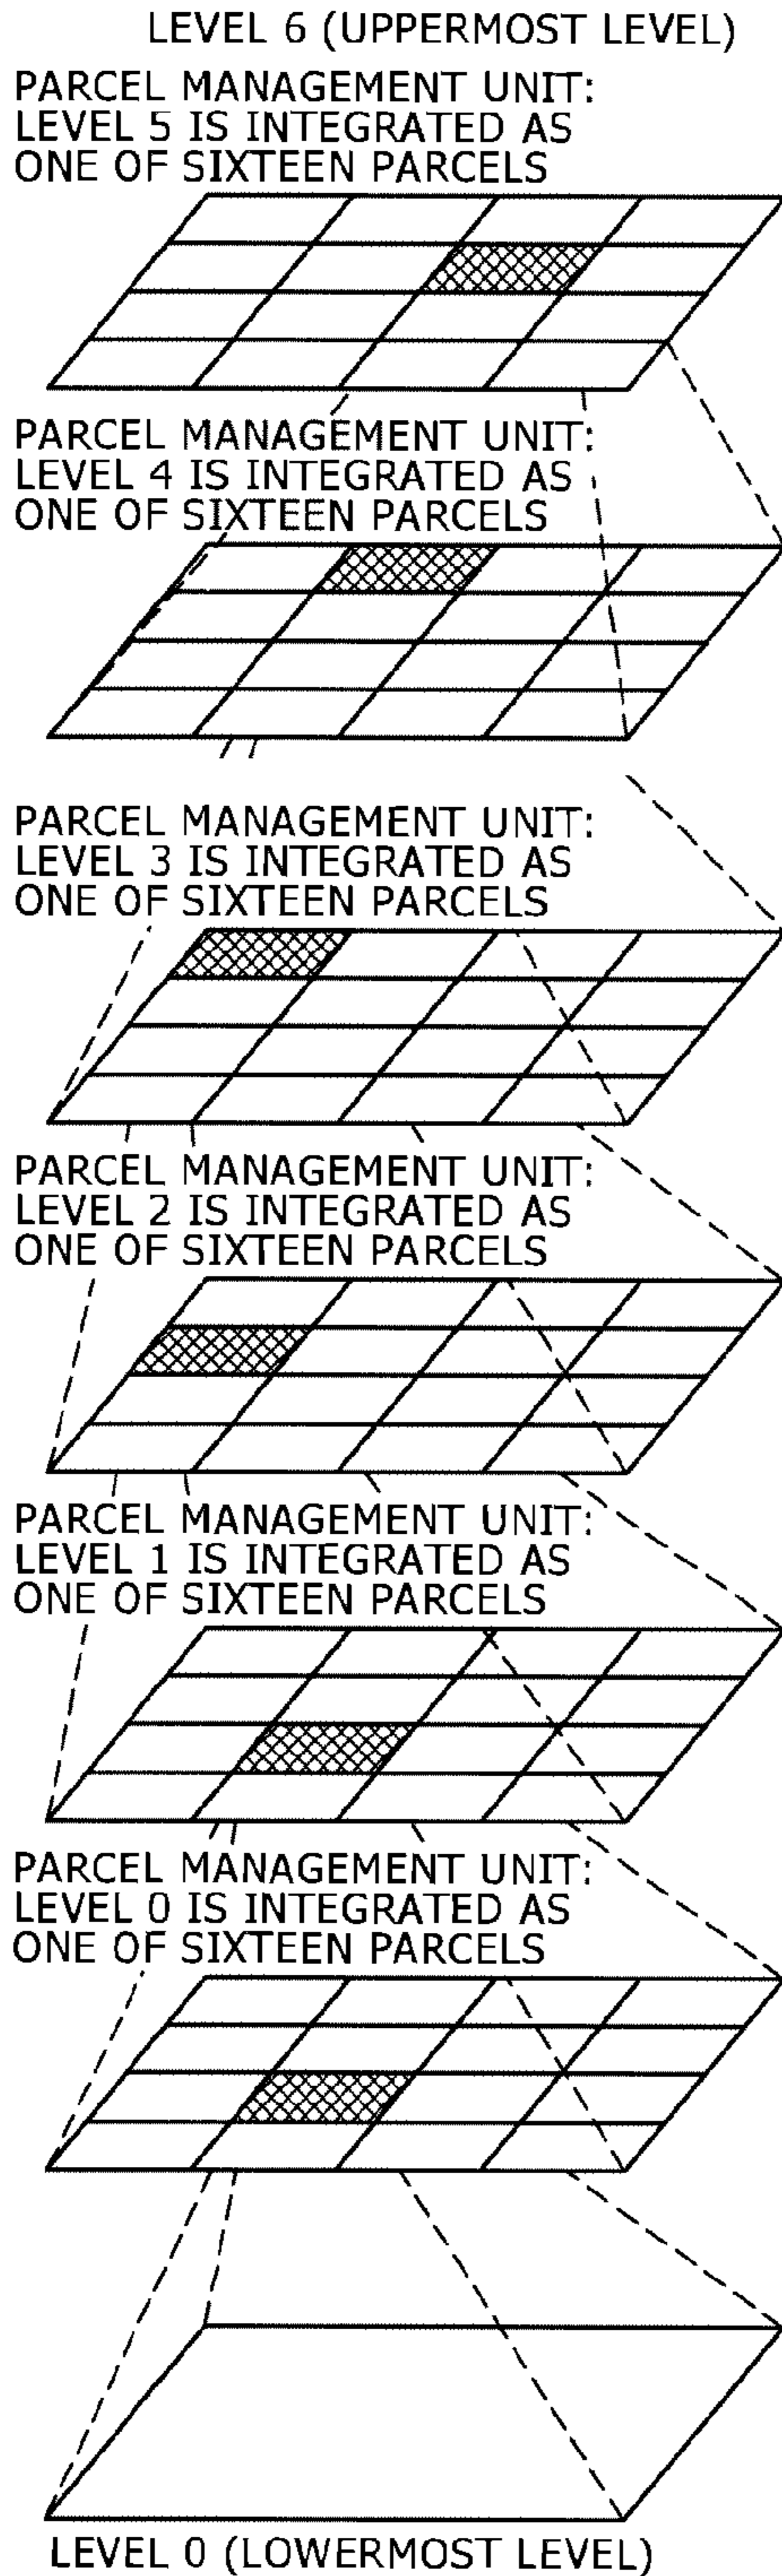 LEVEL 6 (UPPERMOST LEVEL)
PARCEL MANAGEMENT UNIT:
LEVEL 5 IS INTEGRATED AS
ONE OF SIXTEEN PARCELS
PARCEL MANAGEMENT UNIT:
LEVEL 4 IS INTEGRATED AS
ONE OF SIXTEEN PARCELS
PARCEL MANAGEMENT UNIT:
LEVEL 3 IS INTEGRATED AS
ONE OF SIXTEEN PARCELS
PARCEL MANAGEMENT UNIT:
LEVEL 2 IS INTEGRATED AS
ONE OF SIXTEEN PARCELS
PARCEL MANAGEMENT UNIT:
LEVEL 1 IS INTEGRATED AS
ONE OF SIXTEEN PARCELS
PARCEL MANAGEMENT UNIT:
LEVEL 0 IS INTEGRATED AS
ONE OF SIXTEEN PARCELS
LEVEL 0 (LOWERMOST LEVEL)